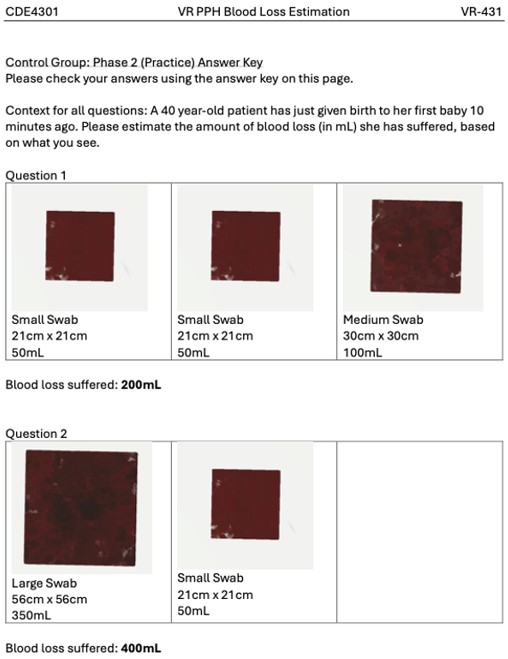 CDE4301 VR PPH Blood Loss Estimation VR-431
Control Group: Phase 2 (Practice) Answer Key
Please check your answers using the answer key on this page.
Context for all questions: A 40 year-old patient has just given birth to her first baby 10
minutes ago. Please estimate the amount of blood loss (in mL) she has suffered, based
on what you see.
Question 1
Small Swab
21cm x 21cm
50mL
Small Swab
21cm x 21cm
50mL
Medium Swab
30cm x 30cm
100mL
Blood loss suffered: 200mL
Question 2
Large Swab
56cm x 56cm
350mL
Small Swab
21cm x 21cm
50mL
Blood loss suffered: 400mL